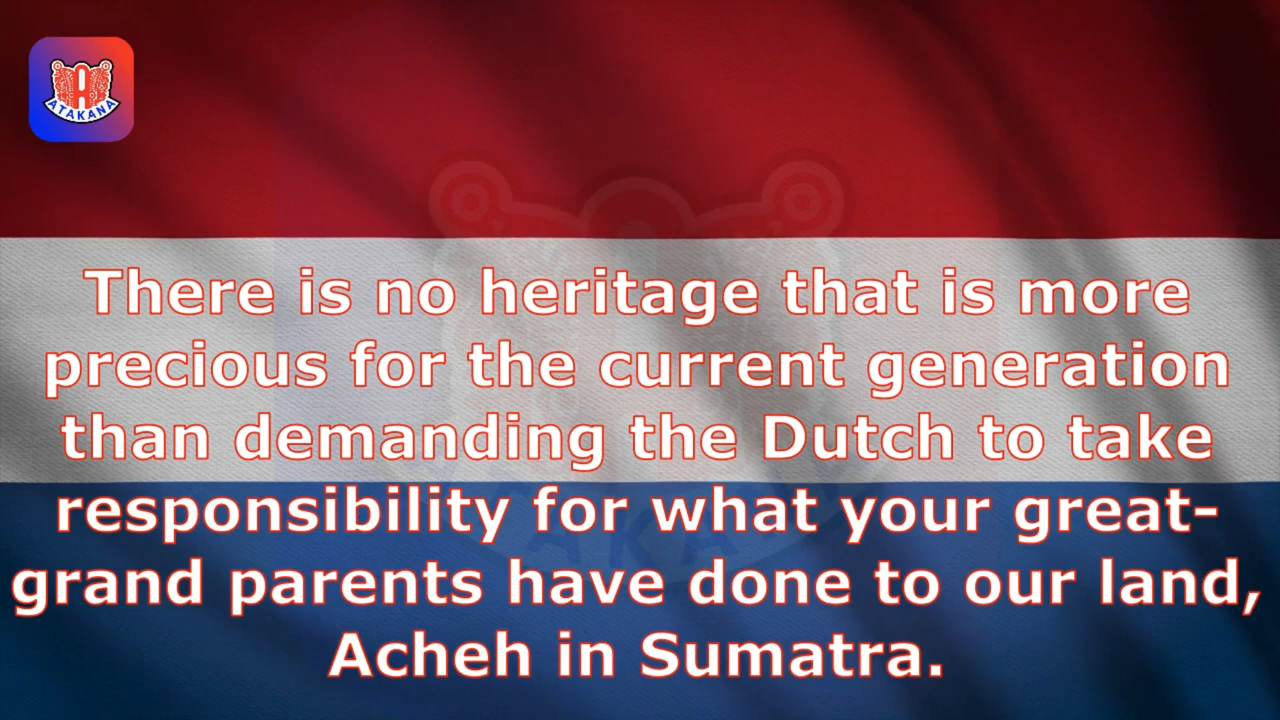 ATAKANA
There is no heritage that is more
precious for the current generation
than demanding the Dutch to take
responsibility for what your great-
grand parents have done to our land,
Acheh in Sumatra.